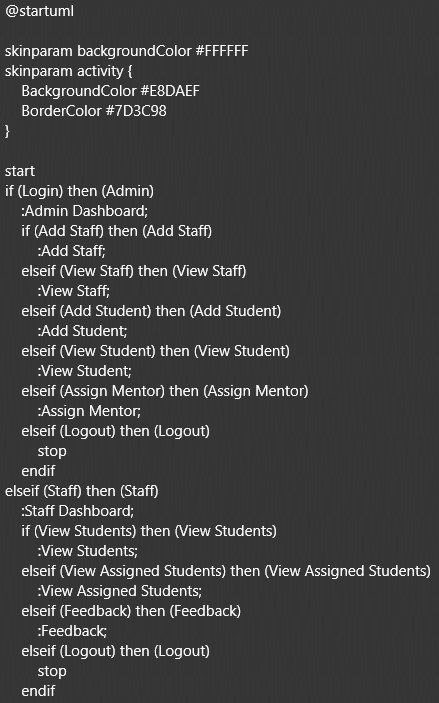 @startuml
skinparam backgroundColor #FFFFFF
skinparam activity {
BackgroundColor #E8DAEF
BorderColor #7D3C98
}
start
if (Login) then (Admin)
:Admin Dashboard;
if (Add Staff) then (Add Staff)
:Add Staff;
elseif (View Staff) then (View Staff)
:View Staff;
elseif (Add Student) then (Add Student)
:Add Student;
elseif (View Student) then (View Student)
:View Student;
elseif (Assign Mentor) then (Assign Mentor)
:Assign Mentor;
elseif (Logout) then (Logout)
stop
endif
elseif (Staff) then (Staff)
:Staff Dashboard;
if (View Students) then (View Students)
:View Students;
elseif (View Assigned Students) then (View Assigned Students)
:View Assigned Students;
elseif (Feedback) then (Feedback)
:Feedback;
elseif (Logout) then (Logout)
stop
endif